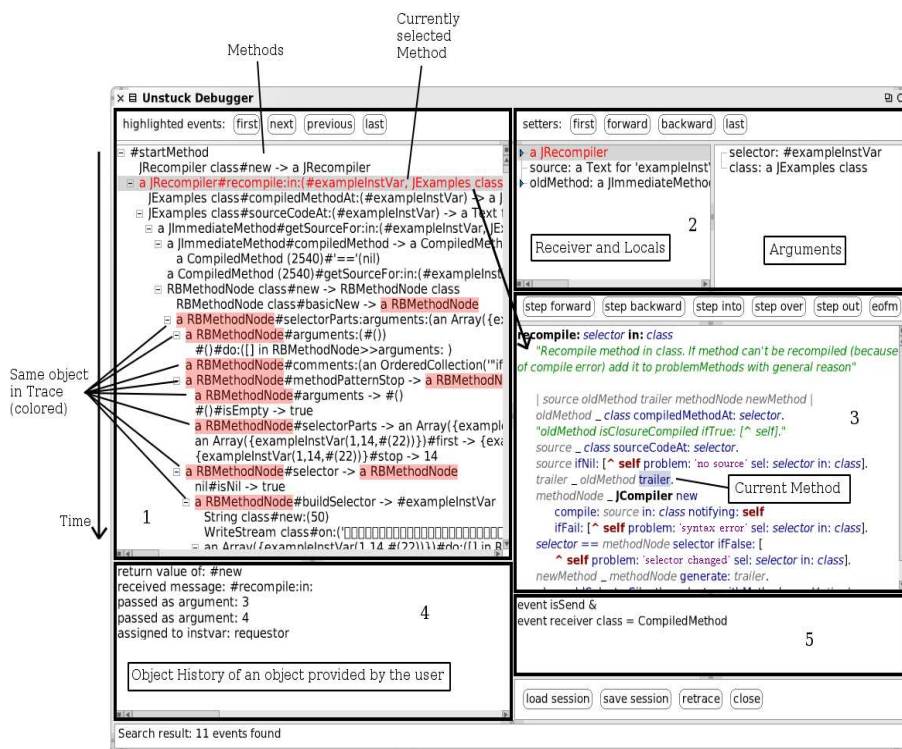 Currently
selected
Method
Methods
Unstuck Debugger
highlighted events: first next previous last
#startMethod
JRecompiler class#new -> a JRecompiler
a JRecompiler#recompile:in:(#exampleInstVar, JExamples class
JExamples class#compiledMethodAt:(#exampleInstVar) -> a J
JExamples class#sourceCodeAt:(#exampleInstVar) -> a Text f
a JImmediateMethod#getSourceFor:in:(#exampleInstVar, JEx
a JImmediateMethod#compiledMethod -> a CompiledMeth
a CompiledMethod (2540)#'=='(nil)
a CompiledMethod (2540)#getSourceFor:in:(#exampleInst
RBMethodNode class#new -> RBMethodNode class
RBMethodNode class#basicNew -> a RBMethodNode
a RBMethodNode#selectorParts:arguments:(an Array({e
a RBMethodNode#arguments:(#())
#()#do:([] in RBMethodNode>>arguments: )
a RBMethodNode#comments:(an OrderedCollection('"if
a RBMethodNode#methodPatternStop -> a RBMethodN
a RBMethodNode#arguments -> #()
#()#isEmpty -> true
a RBMethodNode#selectorParts -> an Array({example
an Array({exampleInstVar(1,14,#(22))})#first -> {exa
{exampleInstVar(1,14,#(22))}#stop -> 14
a RBMethodNode#selector -> a RBMethodNode
nil#isNil -> true
a RBMethodNode#buildSelector -> #exampleInstVar
String class#new:(50)
WriteStream class#on:('
an Array({exampleInstVar(1,14,#(22))})#do:([] in R
1
Same object
in Trace
(colored)
Time
setters: first forward backward last
a JRecompiler
source: a Text for 'exampleInst'
oldMethod: a JImmediateMetho
Receiver and Locals
2
selector: #exampleInstVar
class: a JExamples class
Arguments
step forward step backward step into step over step out eofm
recompile: selector in: class
"Recompile method in class. If method can't be recompiled (because
of compile error) add it to problemMethods with general reason"
| source oldMethod trailer methodNode newMethod |
oldMethod _ class compiledMethodAt: selector.
"oldMethod isClosureCompiled ifTrue: [^ self]."
source _ class sourceCodeAt: selector.
source ifNil: [^ self problem: 'no source' sel: selector in: class].
trailer _ oldMethod trailer.
methodNode _ JCompiler new
compile: source in: class notifying: self
ifFail: [^ self problem: 'syntax error' sel: selector in: class].
selector == methodNode selector ifFalse: [
^ self problem: 'selector changed' sel: selector in: class].
newMethod _ methodNode generate: trailer.
3
Current Method
return value of: #new
received message: #recompile:in:
passed as argument: 3
passed as argument: 4
assigned to instvar: requestor
4
Object History of an object provided by the user
event isSend &
event receiver class = CompiledMethod
5
load session save session retrace close
Search result: 11 events found